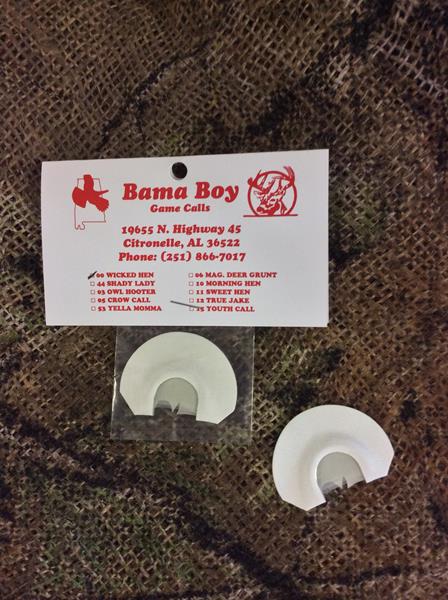 Bama Boy
Game Calls
19655 N. Highway 45
Citronelle, AL 36522
Phone: (251) 866-7017
00 WICKED HEN
44 SHADY LADY
03 OWL HOOTER
05 CROW CALL
53 YELLA MOMMA
06 MAG. DEER GRUNT
10 MORNING HEN
11 SWEET HEN
12 TRUE JAKE
15 YOUTH CALL